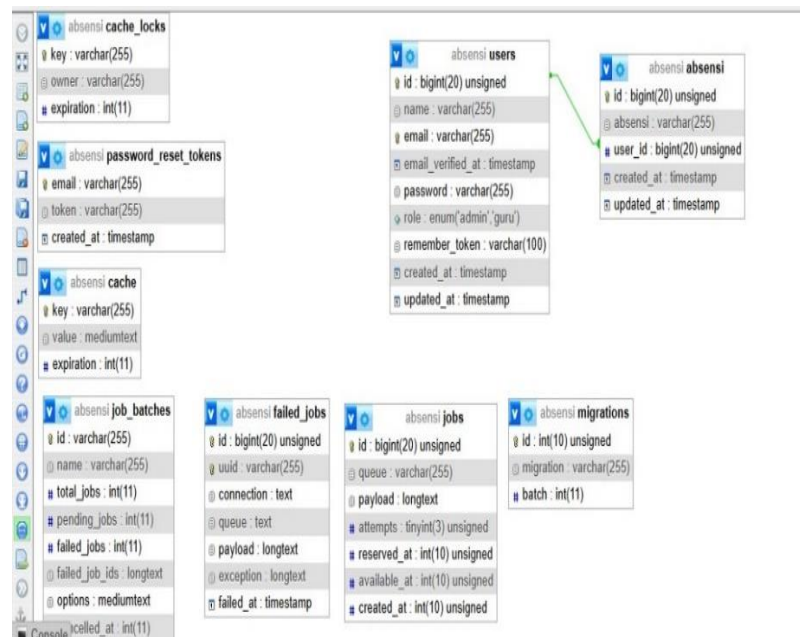 absensi cache_locks
key : varchar(255)
owner : varchar(255)
expiration : int(11)
absensi password_reset_tokens
email : varchar(255)
token : varchar(255)
created_at : timestamp
absensi cache
key : varchar(255)
value : mediumtext
expiration : int(11)
absensi users
id : bigint(20) unsigned
name : varchar(255)
email : varchar(255)
email_verified_at : timestamp
password : varchar(255)
role : enum('admin','guru')
remember_token : varchar(100)
created_at : timestamp
updated_at : timestamp
absensi absensi
id : bigint(20) unsigned
absensi : varchar(255)
user_id : bigint(20) unsigned
created_at : timestamp
updated_at : timestamp
absensi job_batches
id : varchar(255)
name : varchar(255)
total_jobs : int(11)
pending_jobs : int(11)
failed_jobs : int(11)
failed_job_ids : longtext
options : mediumtext
ncelled_at : int(11)
Console
absensi failed_jobs
id : bigint(20) unsigned
uuid : varchar(255)
connection : text
queue : text
payload : longtext
exception : longtext
failed_at : timestamp
absensi jobs
id : bigint(20) unsigned
queue : varchar(255)
payload : longtext
attempts : tinyint(3) unsigned
reserved_at : int(10) unsigned
available_at : int(10) unsigned
created_at : int(10) unsigned
absensi migrations
id : int(10) unsigned
migration : varchar(255)
batch : int(11)